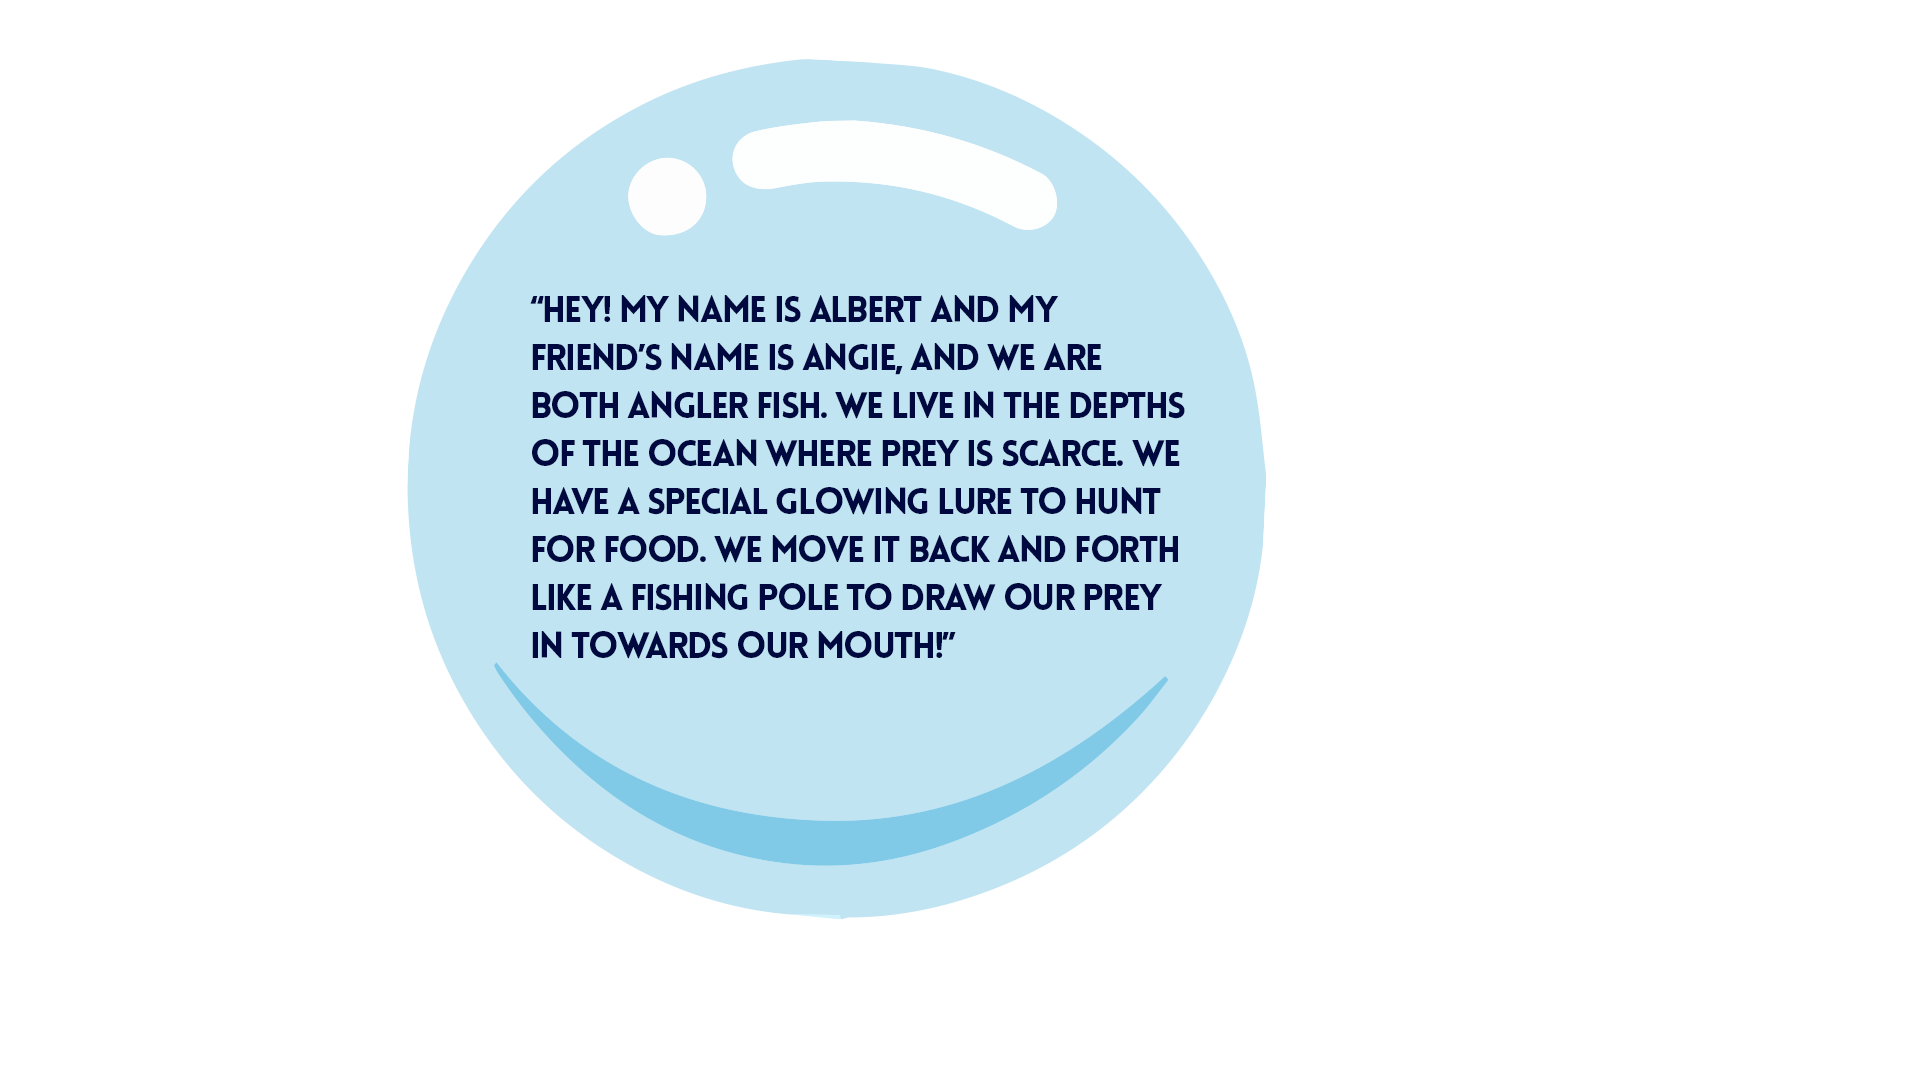 “HEY! MY NAME IS ALBERT AND MY
FRIEND’S NAME IS ANGIE, AND WE ARE
BOTH ANGLER FISH. WE LIVE IN THE DEPTHS
OF THE OCEAN WHERE PREY IS SCARCE. WE
HAVE A SPECIAL GLOWING LURE TO HUNT
FOR FOOD. WE MOVE IT BACK AND FORTH
LIKE A FISHING POLE TO DRAW OUR PREY
IN TOWARDS OUR MOUTH!”